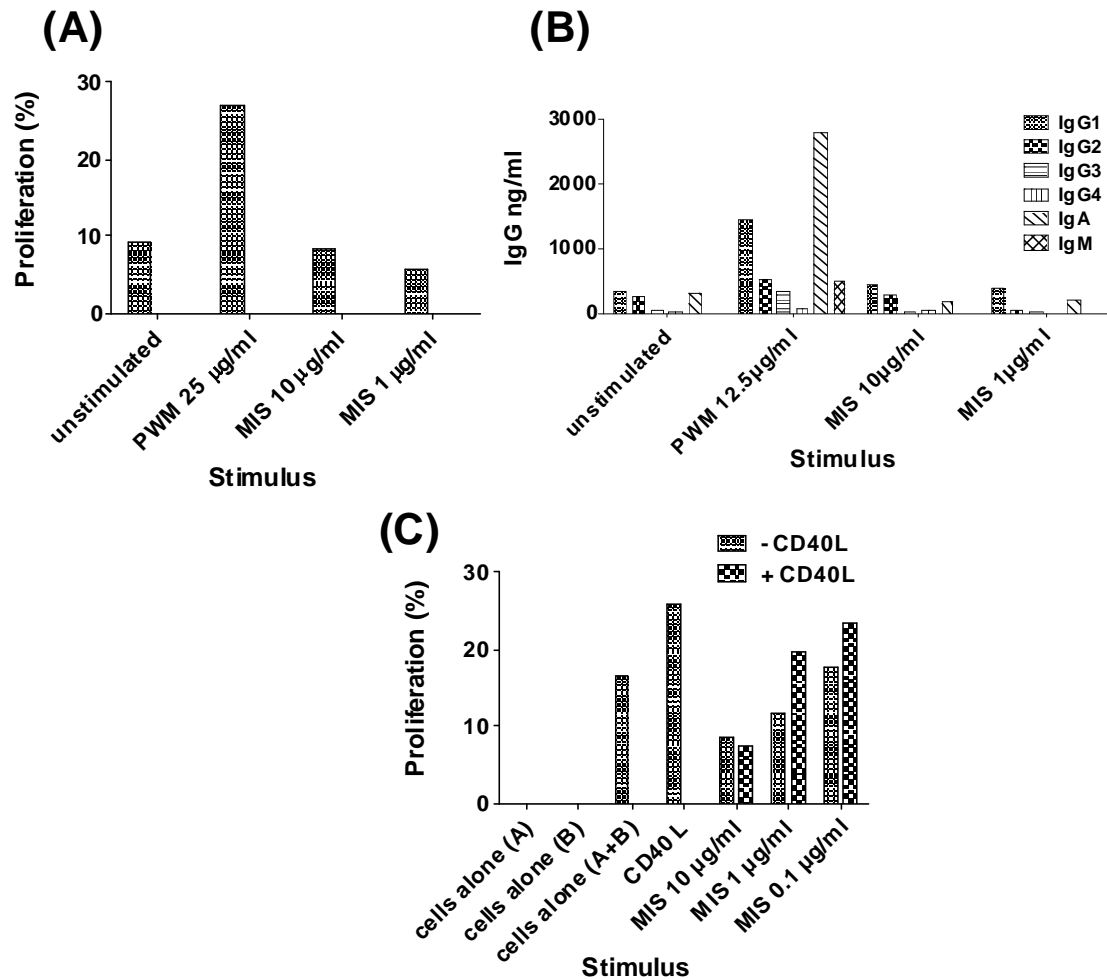 (A)
Proliferation (%)
30
20
10
0
unstimulated
PWM 25 µg/ml
MIS 10 µg/ml
MIS 1 µg/ml
Stimulus
(B)
IgG ng/ml
3000
2000
1000
0
IgG1
IgG2
IgG3
IgG4
IgA
IgM
unstimulated
PWM 12.5µg/ml
MIS 10µg/ml
MIS 1µg/ml
Stimulus
(C)
- CD40L
+ CD40L
Proliferation (%)
30
20
10
0
cells alone (A)
cells alone (B)
cells alone (A+B)
CD40 L
MIS 10 µg/ml
MIS 1 µg/ml
MIS 0.1 µg/ml
Stimulus